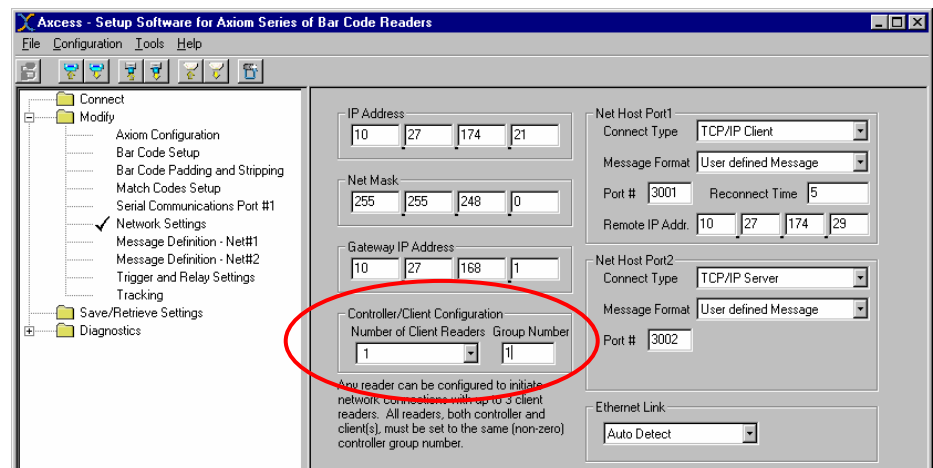 Axcess - Setup Software for Axiom Series of Bar Code Readers
File Configuration Tools Help
Connect
Modify
Axiom Configuration
Bar Code Setup
Bar Code Padding and Stripping
Match Codes Setup
Serial Communications Port #1
Network Settings
Message Definition - Net#1
Message Definition - Net#2
Trigger and Relay Settings
Tracking
Save/Retrieve Settings
Diagnostics
IP Address
10 . 27 . 174 . 21
Net Mask
255 . 255 . 248 . 0
Gateway IP Address
10 . 27 . 168 . 1
Controller/Client Configuration
Number of Client Readers Group Number
1 1
Any reader can be configured to initiate
network connections with up to 3 client
readers. All readers, both controller and
client(s), must be set to the same (non-zero)
controller group number.
Net Host Port1
Connect Type TCP/IP Client
Message Format User defined Message
Port # 3001 Reconnect Time 5
Remote IP Addr. 10 . 27 . 174 . 29
Net Host Port2
Connect Type TCP/IP Server
Message Format User defined Message
Port # 3002
Ethernet Link
Auto Detect